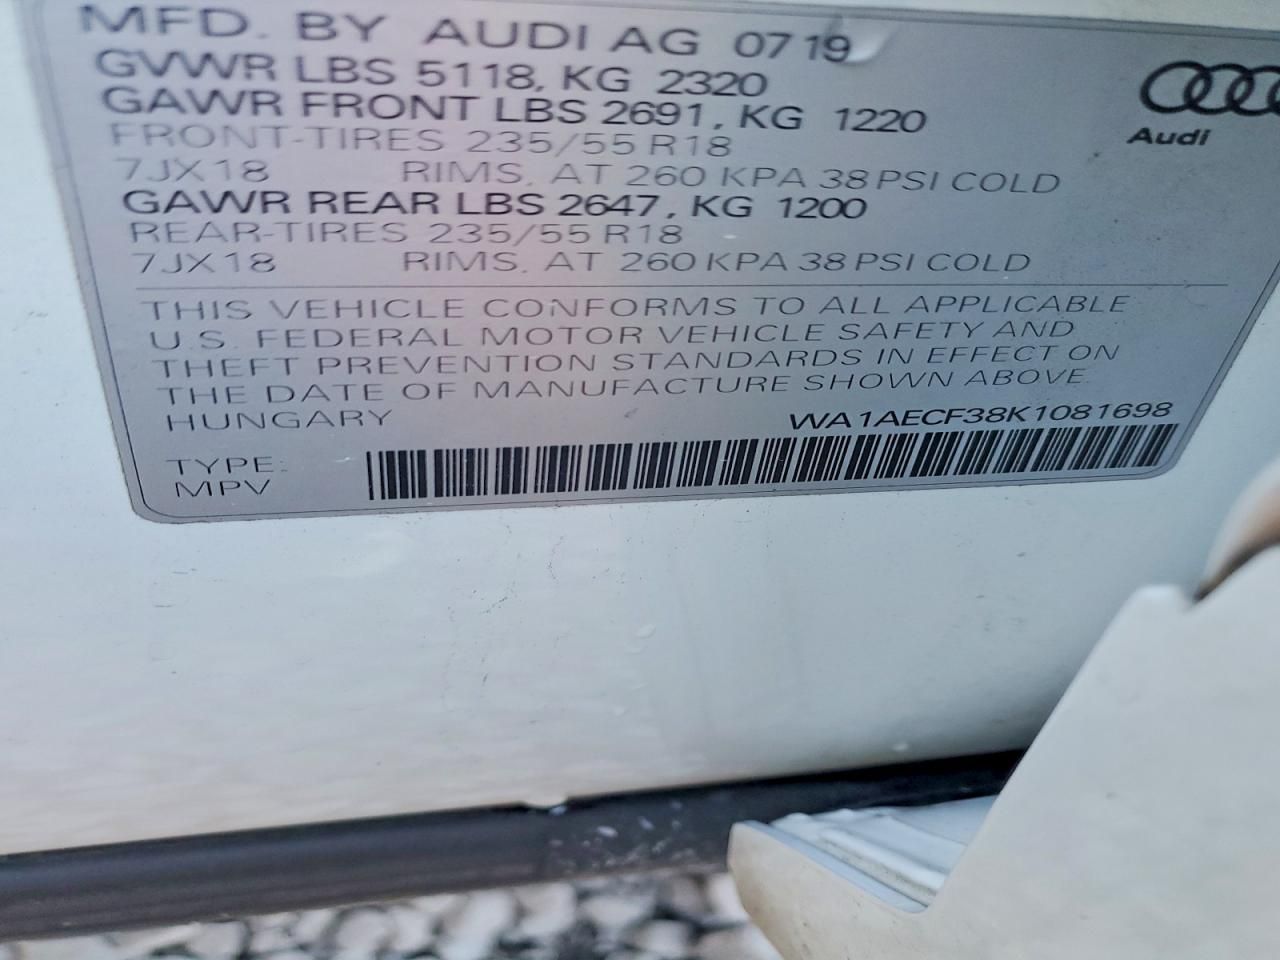 MFD. BY AUDI AG 0719
GVWR LBS 5118, KG 2320
GAWR FRONT LBS 2691, KG 1220
FRONT-TIRES 235/55 R18
7JX18 RIMS, AT 260 KPA 38 PSI COLD
GAWR REAR LBS 2647, KG 1200
REAR-TIRES 235/55 R18
7JX18 RIMS, AT 260 KPA 38 PSI COLD
Audi
THIS VEHICLE CONFORMS TO ALL APPLICABLE
U.S. FEDERAL MOTOR VEHICLE SAFETY AND
THEFT PREVENTION STANDARDS IN EFFECT ON
THE DATE OF MANUFACTURE SHOWN ABOVE.
HUNGARY WA1AECF38K1081698
TYPE:
MPV